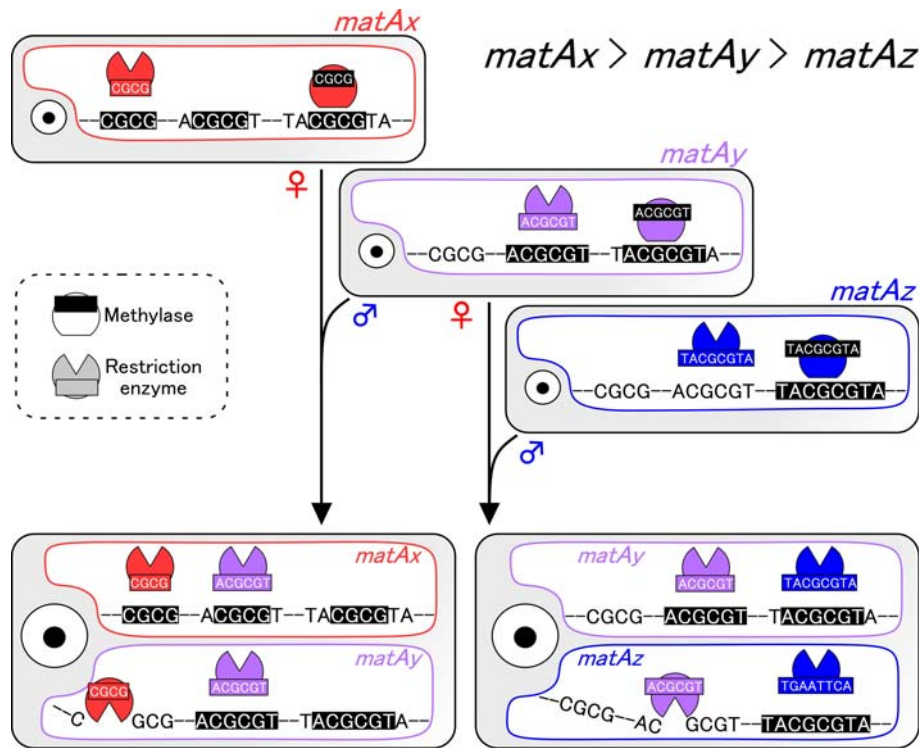 matAx
matAx > matAy > matAz
CGCG
CGCG
--CGCG--ACGCGT--TACGCGTA--
♀
matAy
ACGCGT
ACGCGT
--CGCG--ACGCGT--TACGCGTA--
♂
♀
matAz
TACGCGTA
TACGCGTA
--CGCG--ACGCGT--TACGCGTA--
♂
Methylase
Restriction
enzyme
matAx
CGCG
ACGCGT
--CGCG--ACGCGT--TACGCGTA--
matAy
CGCG
ACGCGT
--C GCG--ACGCGT--TACGCGTA--
matAy
ACGCGT
TACGCGTA
--CGCG--ACGCGT--TACGCGTA--
matAz
ACGCGT
TGAATTCA
--CGCG--AC GCGT--TACGCGTA--